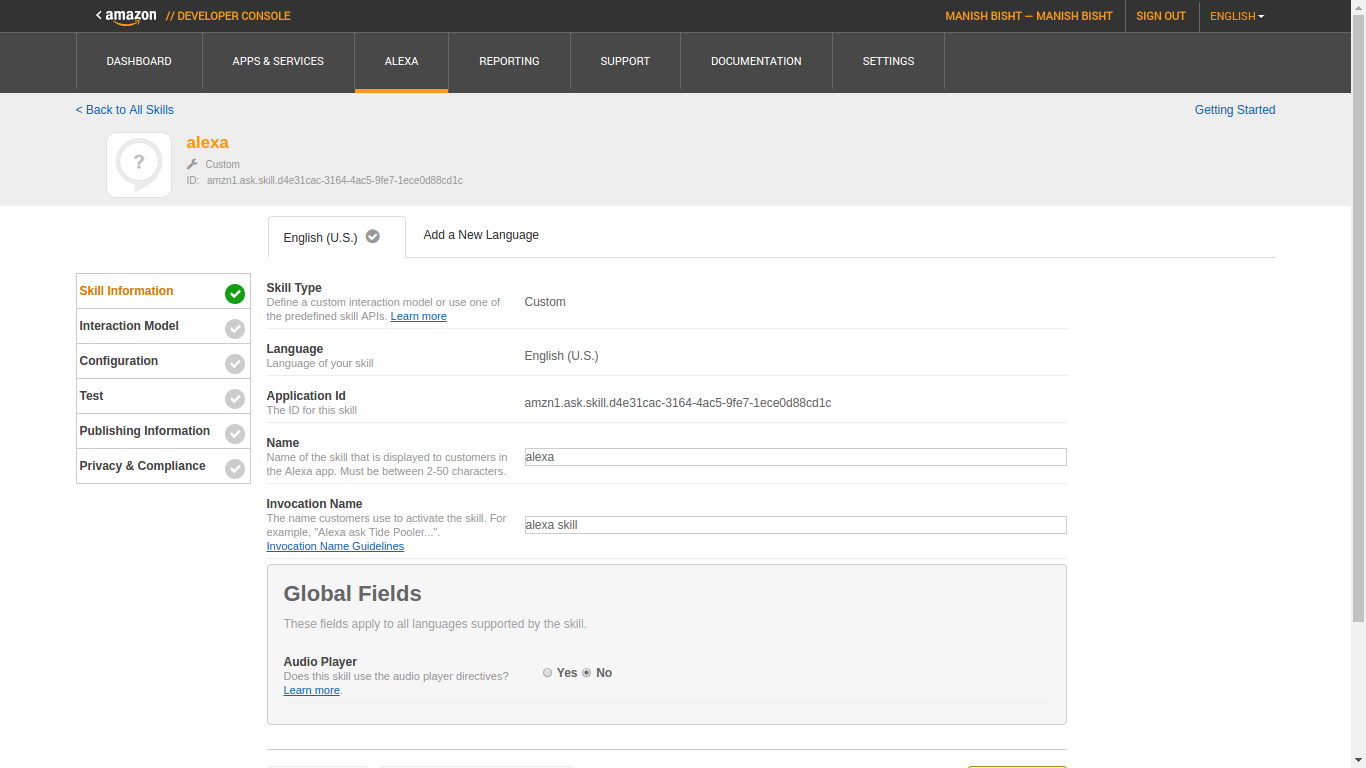 < amazon // DEVELOPER CONSOLE MANISH BISHT — MANISH BISHT SIGN OUT ENGLISH
DASHBOARD APPS & SERVICES ALEXA REPORTING SUPPORT DOCUMENTATION SETTINGS
< Back to All Skills Getting Started
?
alexa
Custom
ID: amzn1.ask.skill.d4e31cac-3164-4ac5-9fe7-1ece0d88cd1c
English (U.S.) Add a New Language
Skill Information
Interaction Model
Configuration
Test
Publishing Information
Privacy & Compliance
Skill Type
Define a custom interaction model or use one of
the predefined skill APIs. Learn more
Custom
Language
Language of your skill
English (U.S.)
Application Id
The ID for this skill
amzn1.ask.skill.d4e31cac-3164-4ac5-9fe7-1ece0d88cd1c
Name
Name of the skill that is displayed to customers in
the Alexa app. Must be between 2-50 characters.
alexa
Invocation Name
The name customers use to activate the skill. For
example, "Alexa ask Tide Pooler...".
Invocation Name Guidelines
alexa skill
Global Fields
These fields apply to all languages supported by the skill.
Audio Player
Does this skill use the audio player directives?
Learn more.
Yes No